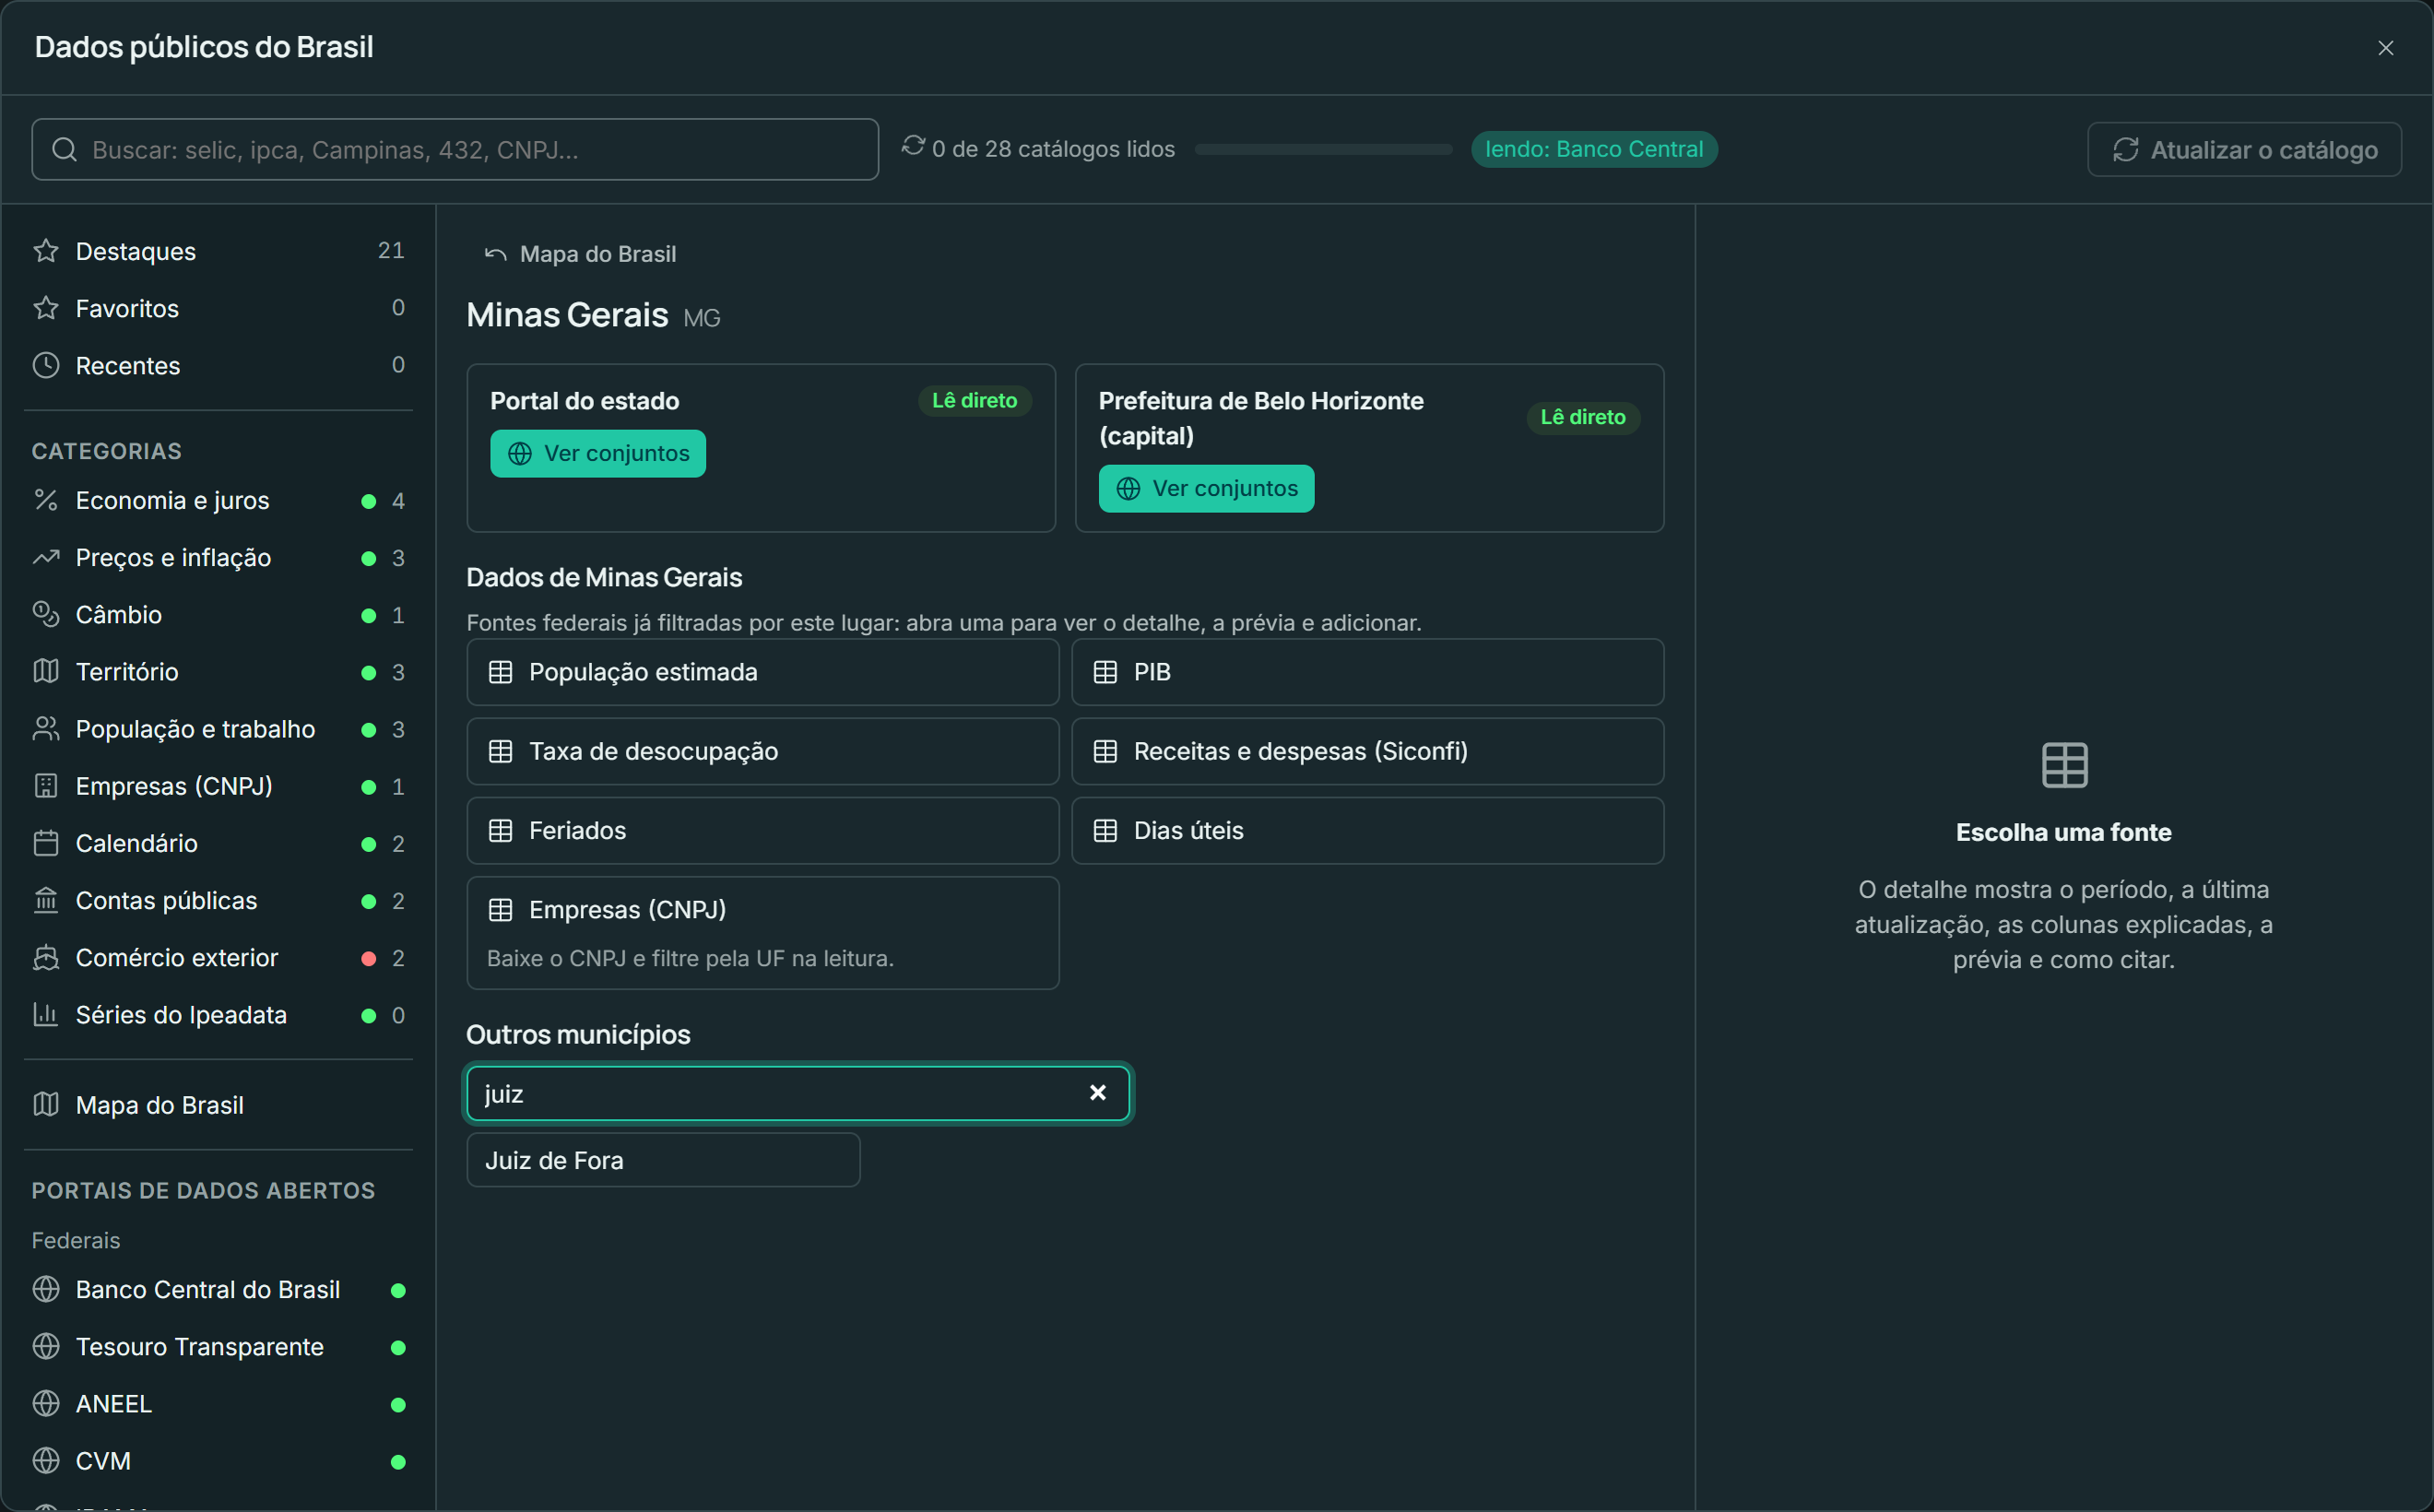 Dados públicos do Brasil
Buscar: selic, ipca, Campinas, 432, CNPJ...
0 de 28 catálogos lidos
lendo: Banco Central
Atualizar o catálogo
Destaques 21
Favoritos 0
Recentes 0
CATEGORIAS
Economia e juros 4
Preços e inflação 3
Câmbio 1
Território 3
População e trabalho 3
Empresas (CNPJ) 1
Calendário 2
Contas públicas 2
Comércio exterior 2
Séries do Ipeadata 0
Mapa do Brasil
PORTAIS DE DADOS ABERTOS
Federais
Banco Central do Brasil
Tesouro Transparente
ANEEL
CVM
Mapa do Brasil
Minas Gerais MG
Portal do estado
Lê direto
Ver conjuntos
Prefeitura de Belo Horizonte
(capital)
Lê direto
Ver conjuntos
Dados de Minas Gerais
Fontes federais já filtradas por este lugar: abra uma para ver o detalhe, a prévia e adicionar.
População estimada
PIB
Taxa de desocupação
Receitas e despesas (Siconfi)
Feriados
Dias úteis
Empresas (CNPJ)
Baixe o CNPJ e filtre pela UF na leitura.
Outros municípios
juiz
Juiz de Fora
Escolha uma fonte
O detalhe mostra o período, a última
atualização, as colunas explicadas, a
prévia e como citar.